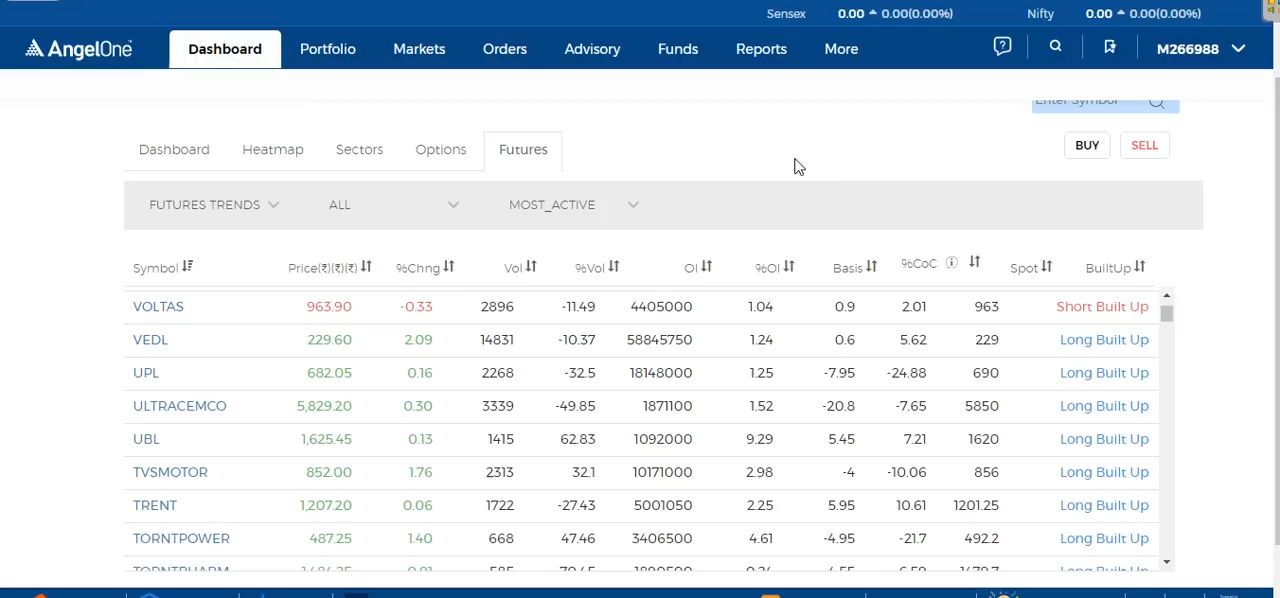 Sensex 0.00 0.00(0.00%) Nifty 0.00 0.00(0.00%)
AngelOne Dashboard Portfolio Markets Orders Advisory Funds Reports More M266988
Enter Symbol
Dashboard Heatmap Sectors Options Futures BUY SELL
FUTURES TRENDS ALL MOST_ACTIVE
Symbol Price(₹)(₹)(₹) %Chng Vol %Vol OI %OI Basis %CoC Spot BuiltUp
VOLTAS 963.90 -0.33 2896 -11.49 4405000 1.04 0.9 2.01 963 Short Built Up
VEDL 229.60 2.09 14831 -10.37 58845750 1.24 0.6 5.62 229 Long Built Up
UPL 682.05 0.16 2268 -32.5 18148000 1.25 -7.95 -24.88 690 Long Built Up
ULTRACEMCO 5,829.20 0.30 3339 -49.85 1871100 1.52 -20.8 -7.65 5850 Long Built Up
UBL 1,625.45 0.13 1415 62.83 1092000 9.29 5.45 7.21 1620 Long Built Up
TVSMOTOR 852.00 1.76 2313 32.1 10171000 2.98 -4 -10.06 856 Long Built Up
TRENT 1,207.20 0.06 1722 -27.43 5001050 2.25 5.95 10.61 1201.25 Long Built Up
TORNTPOWER 487.25 1.40 668 47.46 3406500 4.61 -4.95 -21.7 492.2 Long Built Up
TORNTPHARM Long Built Up